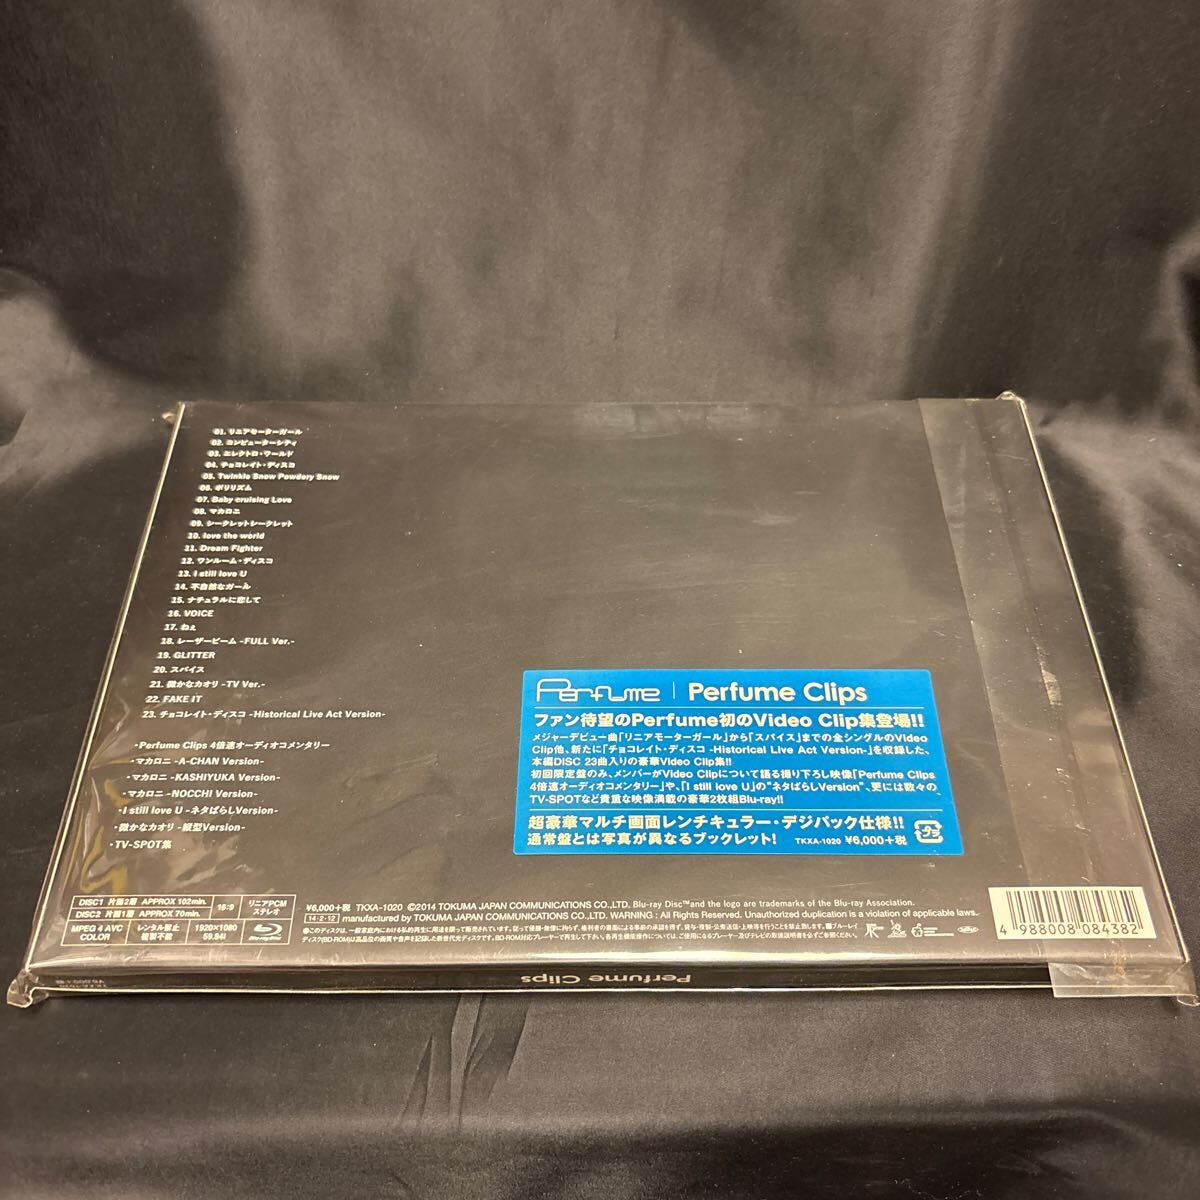 01. リニアモーターガール
02. コンピューターシティ
03. エレクトロ・ワールド
04. チョコレイト・ディスコ
05. Twinkle Snow Powdery Snow
06. ポリリズム
07. Baby cruising Love
08. マカロニ
09. シークレットシークレット
10. love the world
11. Dream Fighter
12. ワンルーム・ディスコ
13. I still love U
14. 不自然なガール
15. ナチュラルに恋して
16. VOICE
17. ねぇ
18. レーザービーム -FULL Ver.-
19. GLITTER
20. スパイス
21. 微かなカオリ -TV Ver.-
22. FAKE IT
23. チョコレイト・ディスコ -Historical Live Act Version-
・Perfume Clips 4倍速オーディオコメンタリー
・マカロニ -A-CHAN Version-
・マカロニ -KASHIYUKA Version-
・マカロニ -NOCCHI Version-
・I still love U -ネタばらしVersion-
・微かなカオリ -縦型Version-
・TV-SPOT集
Perfume | Perfume Clips
ファン待望のPerfume初のVideo Clip集登場!!
メジャーデビュー曲「リニアモーターガール」から「スパイス」までの全シングルのVideo
Clip他、新たに「チョコレイト・ディスコ -Historical Live Act Version-」を収録した、
本編DISC 23曲入りの豪華Video Clip集!!
初回限定盤のみ、メンバーがVideo Clipについて語る撮り下ろし映像「Perfume Clips
4倍速オーディオコメンタリー」や、「I still love U」の"ネタばらしVersion"、更には数々の
TV-SPOTなど貴重な映像満載の豪華2枚組Blu-ray!!
超豪華マルチ画面レンチキュラー・デジパック仕様!!
通常盤とは写真が異なるブックレット! TKXA-1020 ¥6,000+税
DISC1 片面2層 APPROX 102min.
DISC2 片面1層 APPROX 70min.
16:9
リニアPCM
ステレオ
MPEG 4 AVC
COLOR
レンタル禁止
複製不能
1920×1080
59.94i
Blu-ray Disc
¥6,000+税 TKXA-1020 ©2014 TOKUMA JAPAN COMMUNICATIONS CO.,LTD. Blu-ray Disc™and the logo are trademarks of the Blu-ray Association.
14・2・12 manufactured by TOKUMA JAPAN COMMUNICATIONS CO.,LTD. WARNING : All Rights Reserved. Unauthorized duplication is a violation of applicable laws.
4 988008 084382
Perfume Clips